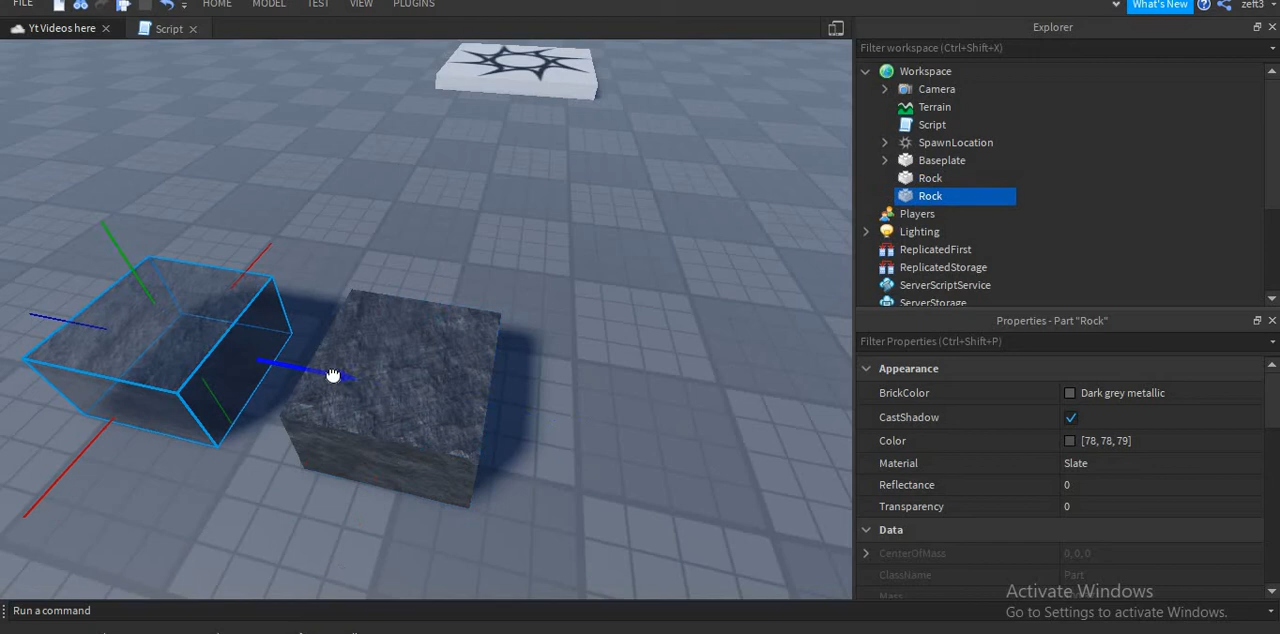 FILE HOME MODEL TEST VIEW PLUGINS What's New zeft3
Yt Videos here Script
Explorer
Filter workspace (Ctrl+Shift+X)
Workspace
Camera
Terrain
Script
SpawnLocation
Baseplate
Rock
Rock
Players
Lighting
ReplicatedFirst
ReplicatedStorage
ServerScriptService
ServerStorage
Properties - Part "Rock"
Filter Properties (Ctrl+Shift+P)
Appearance
BrickColor Dark grey metallic
CastShadow
Color [78, 78, 79]
Material Slate
Reflectance 0
Transparency 0
Data
CenterOfMass 0, 0, 0
ClassName Part
Mass
Activate Windows
Go to Settings to activate Windows.
Run a command